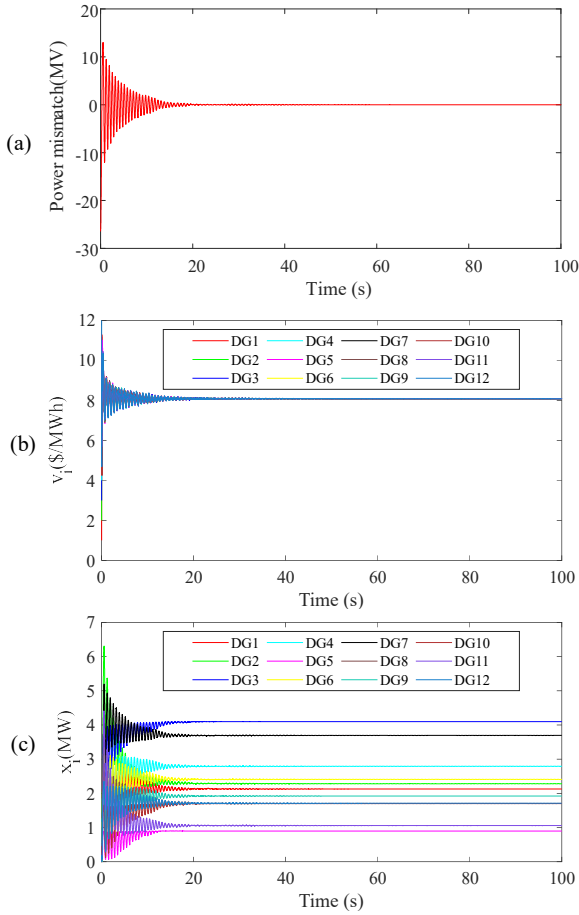 (a)
Power mismatch(MV)
20
10
0
-10
-20
-30
0 20 40 60 80 100
Time (s)
(b)
v_i($/MWh)
12
10
8
6
4
2
0
DG1 DG4 DG7 DG10
DG2 DG5 DG8 DG11
DG3 DG6 DG9 DG12
0 20 40 60 80 100
Time (s)
(c)
x_i(MW)
7
6
5
4
3
2
1
0
DG1 DG4 DG7 DG10
DG2 DG5 DG8 DG11
DG3 DG6 DG9 DG12
0 20 40 60 80 100
Time (s)